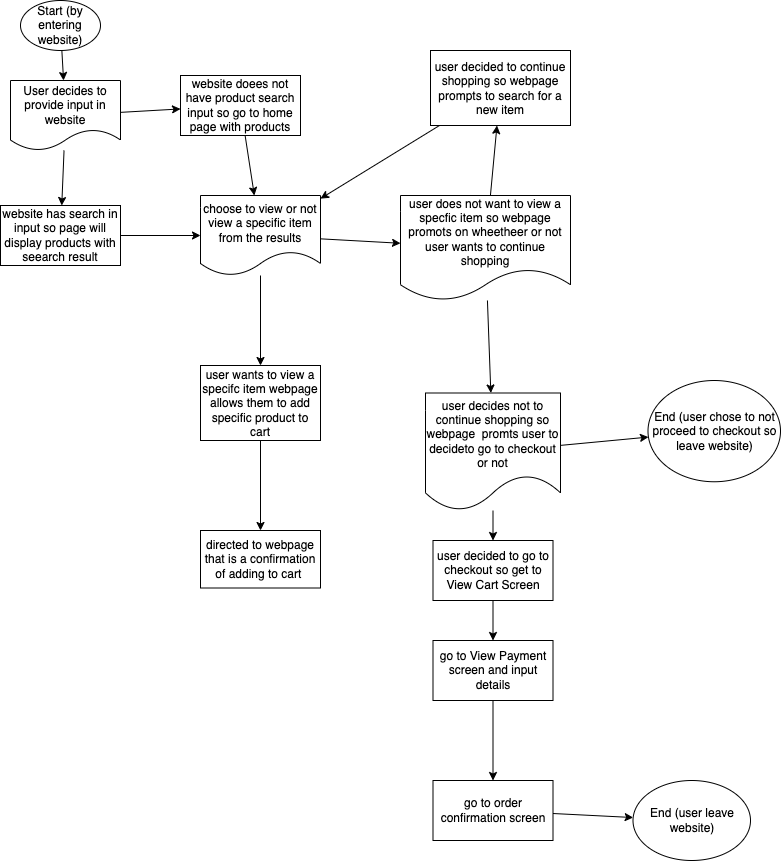 Start (by
entering
website)
User decides to
provide input in
website
website doees not
have product search
input so go to home
page with products
user decided to continue
shopping so webpage
prompts to search for a
new item
website has search in
input so page will
display products with
seearch result
choose to view or not
view a specific item
from the results
user does not want to view a
specfic item so webpage
promots on wheetheer or not
user wants to continue
shopping
user wants to view a
specifc item webpage
allows them to add
specific product to
cart
user decides not to
continue shopping so
webpage promts user to
decideto go to checkout
or not
End (user chose to not
proceed to checkout so
leave website)
directed to webpage
that is a confirmation
of adding to cart
user decided to go to
checkout so get to
View Cart Screen
go to View Payment
screen and input
details
go to order
confirmation screen
End (user leave
website)